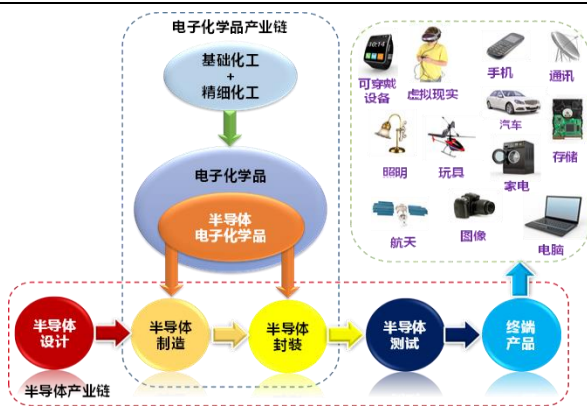 电子化学品产业链
基础化工
+
精细化工
电子化学品
半导体
电子化学品
可穿戴
设备
虚拟现实
手机
通讯
汽车
存储
照明
玩具
家电
航天
图像
电脑
半导体
设计
半导体
制造
半导体
封装
半导体
测试
终端
产品
半导体产业链